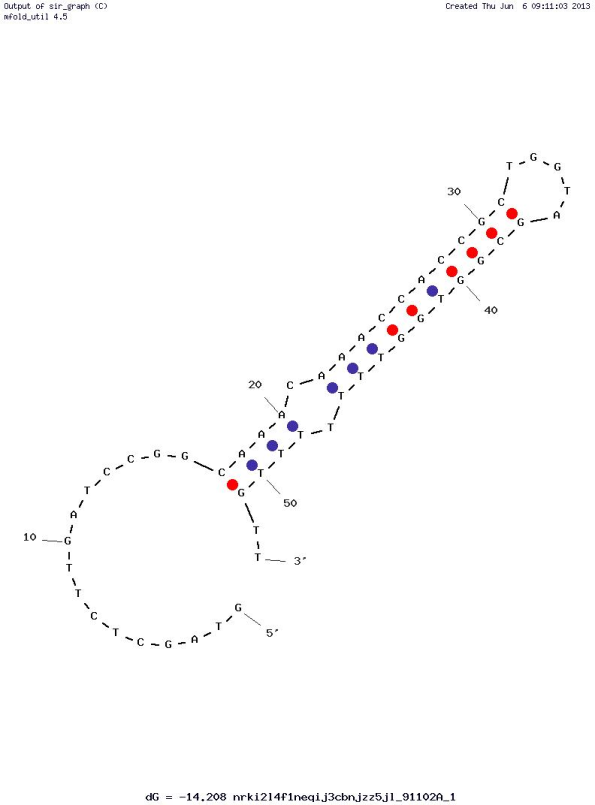 Output of sir_graph (C)
mfold_util 4.5
Created Thu Jun 6 09:11:03 2013
5'
G T A G C T C T T G A T C C G G C A A A C A A A C C A C C G C T G G T A G C G G T G G T T T T T T T G T T
3'
10
20
30
40
50
dG = -14.208 nrki2l4f1neqij3cbnjzz5jl_91102A_1